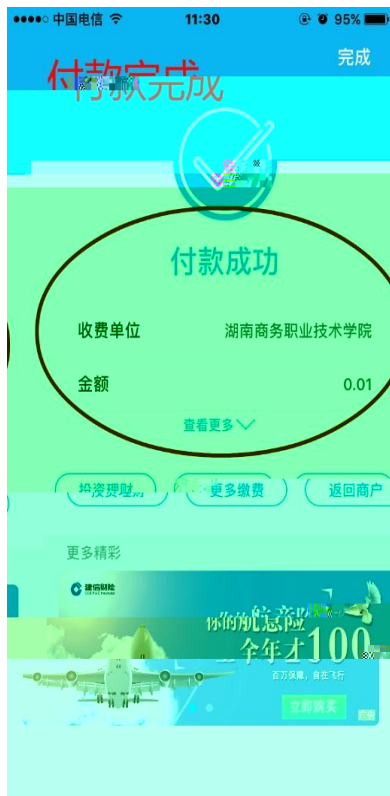 中国电信 11:30 95%
完成
付款完成
付款成功
收费单位 湖南商务职业技术学院
金额 0.01
查看更多
投资理财 更多缴费 返回商户
更多精彩
建信财险
你的航意险
全年才100
百万保障，自在飞行
立即购买
广告